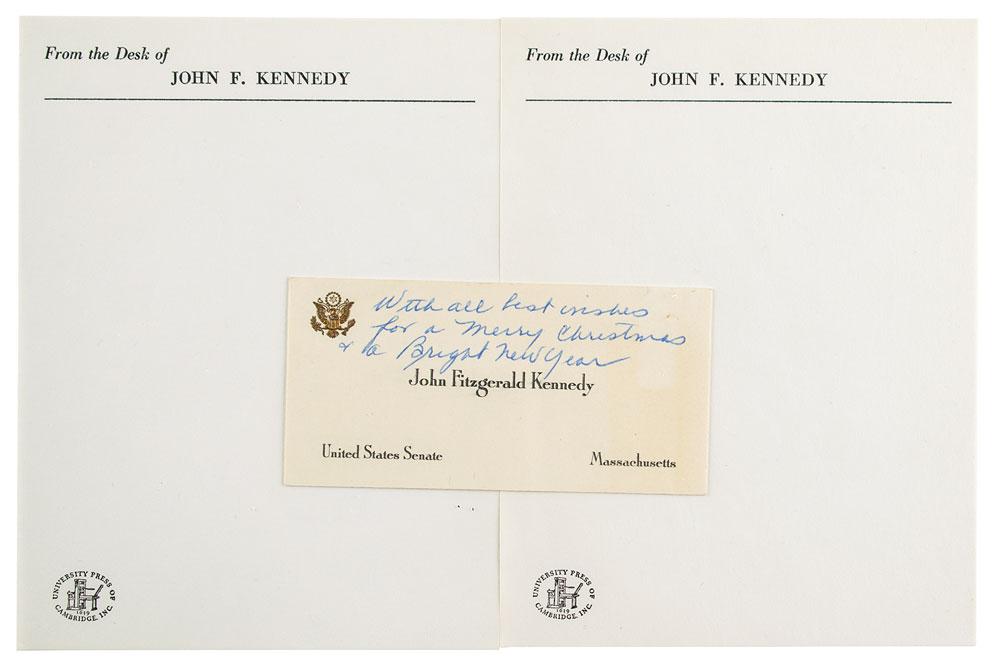 From the Desk of
JOHN F. KENNEDY
UNIVERSITY PRESS OF
CAMBRIDGE, INC.
1639
From the Desk of
JOHN F. KENNEDY
UNIVERSITY PRESS OF
CAMBRIDGE, INC.
1639
With all best wishes
for a Merry Christmas
& a Bright New Year
John Fitzgerald Kennedy
United States Senate
Massachusetts